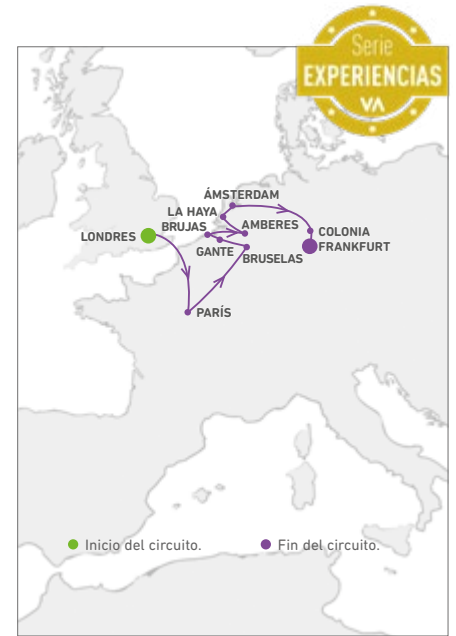 Serie
EXPERIENCIAS
VA
ÁMSTERDAM
LA HAYA
BRUJAS
AMBERES
COLONIA
LONDRES
FRANKFURT
GANTE
BRUSELAS
PARÍS
Inicio del circuito.
Fin del circuito.